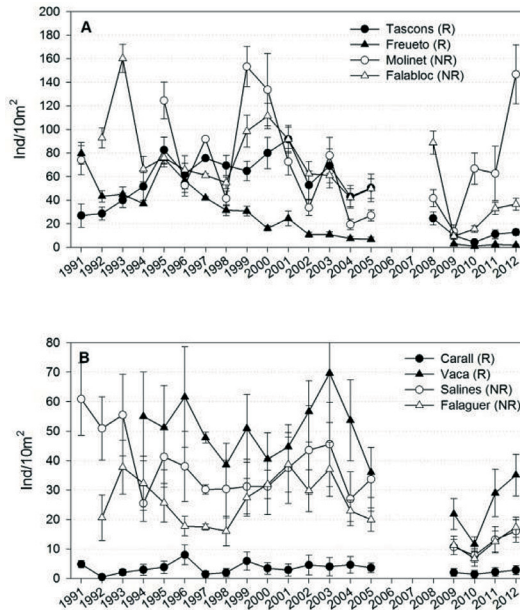 A
Tascons (R)
Freueto (R)
Molinet (NR)
Falabloc (NR)
Ind/10m²
200
180
160
140
120
100
80
60
40
20
0
1991 1992 1993 1994 1995 1996 1997 1998 1999 2000 2001 2002 2003 2004 2005 2006 2007 2008 2009 2010 2011 2012
B
Carall (R)
Vaca (R)
Salines (NR)
Falaguer (NR)
Ind/10m²
80
70
60
50
40
30
20
10
0
1991 1992 1993 1994 1995 1996 1997 1998 1999 2000 2001 2002 2003 2004 2005 2006 2007 2008 2009 2010 2011 2012